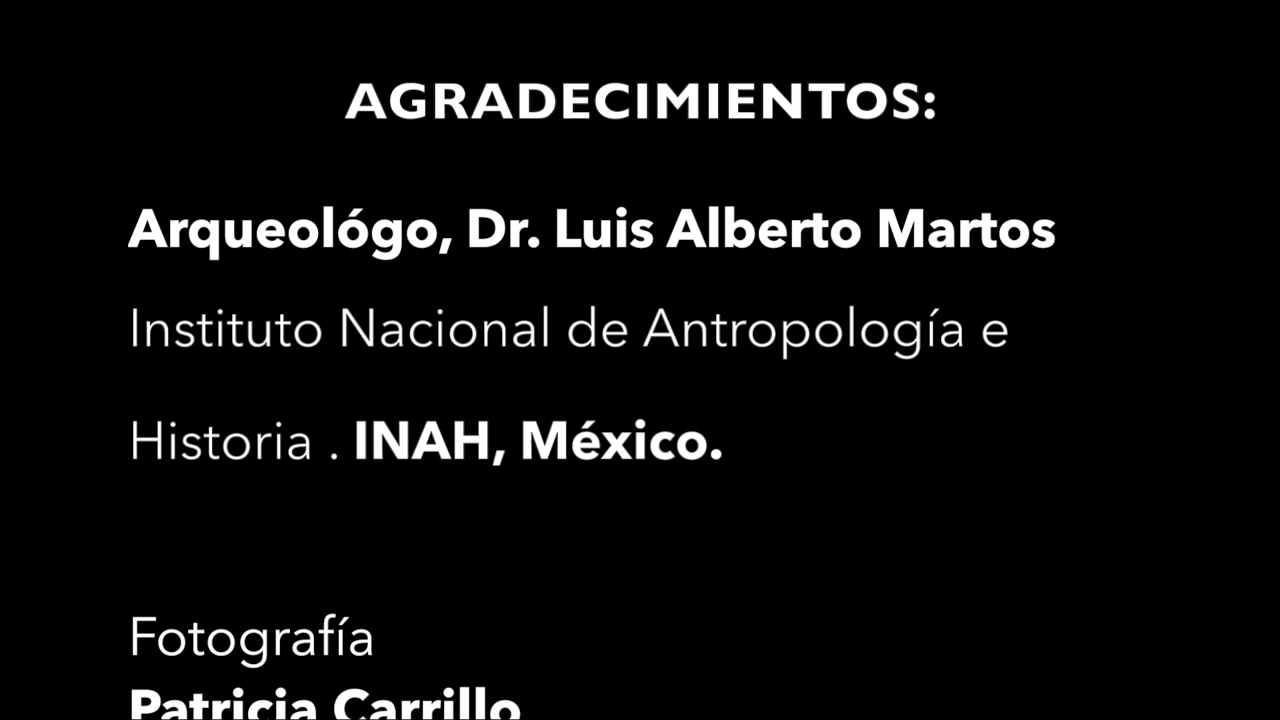 AGRADECIMIENTOS:
Arqueológo, Dr. Luis Alberto Martos
Instituto Nacional de Antropología e
Historia . INAH, México.
Fotografía
Patricia Carrillo